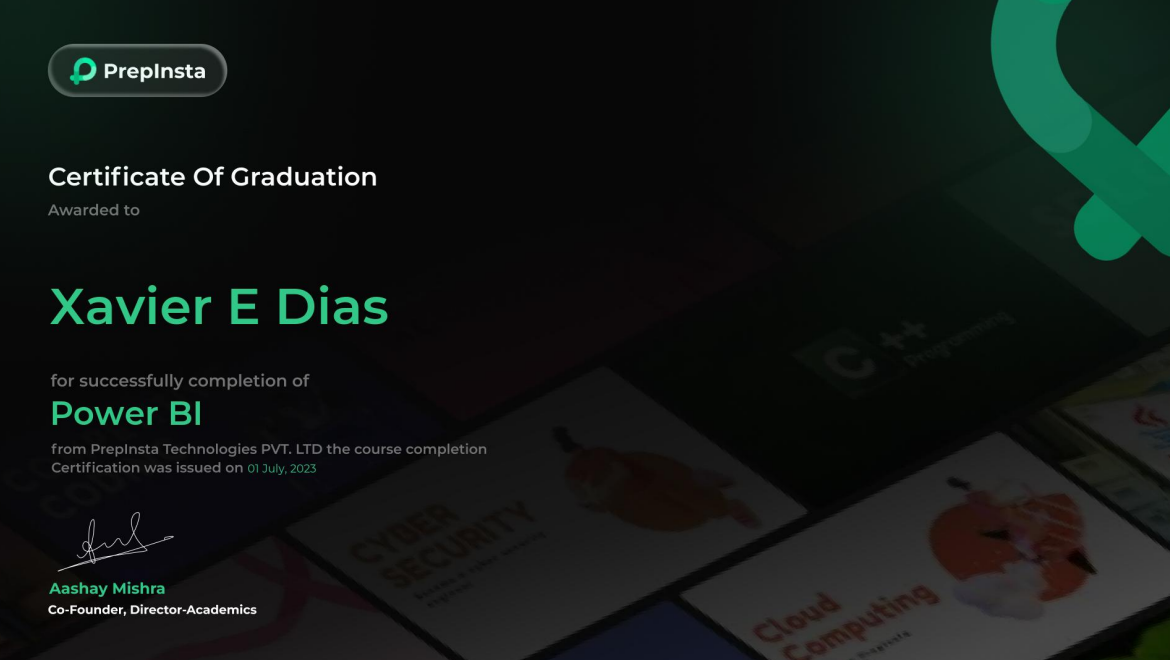 PrepInsta
Certificate Of Graduation
Awarded to
Xavier E Dias
for successfully completion of
Power BI
from PrepInsta Technologies PVT. LTD the course completion
Certification was issued on 01 July, 2023
Aashay Mishra
Co-Founder, Director-Academics
C++
Programming
CYBER
SECURITY
Cloud
Computing
PrepInsta